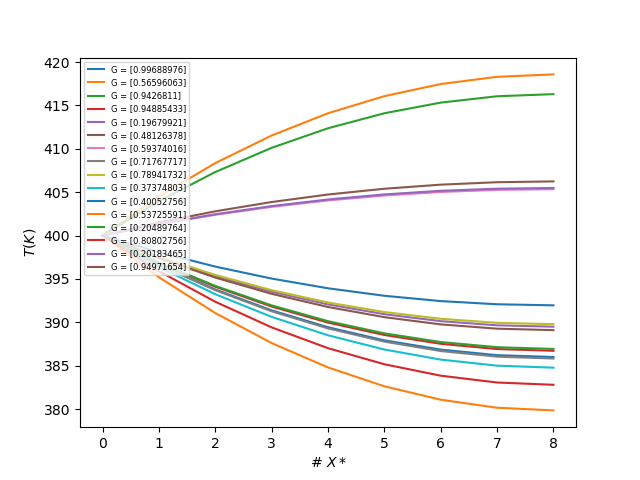 420
415
410
405
400
395
390
385
380
T(K)
G = [0.99688976]
G = [0.56596063]
G = [0.9426811]
G = [0.94885433]
G = [0.19679921]
G = [0.48126378]
G = [0.59374016]
G = [0.71767717]
G = [0.78941732]
G = [0.37374803]
G = [0.40052756]
G = [0.53725591]
G = [0.20489764]
G = [0.80802756]
G = [0.20183465]
G = [0.94971654]
0 1 2 3 4 5 6 7 8
# X*